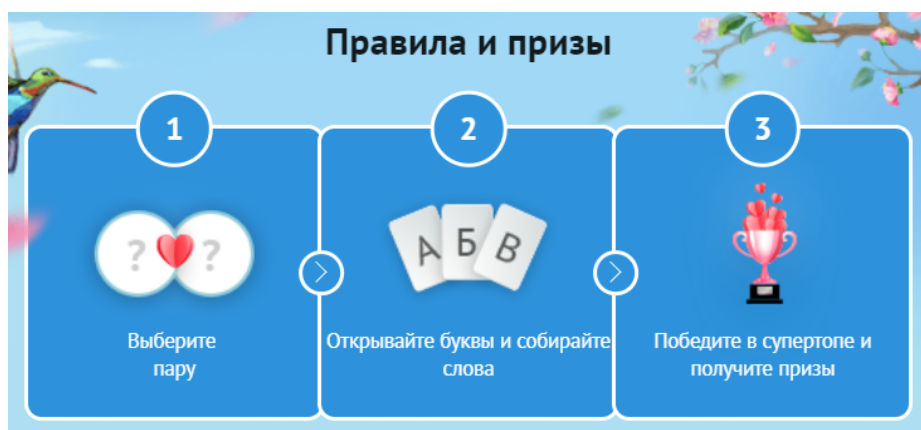 Правила и призы
1
2
3
? ?
А Б В
Выберите
пару
Открывайте буквы и собирайте
слова
Победите в супертопе и
получите призы